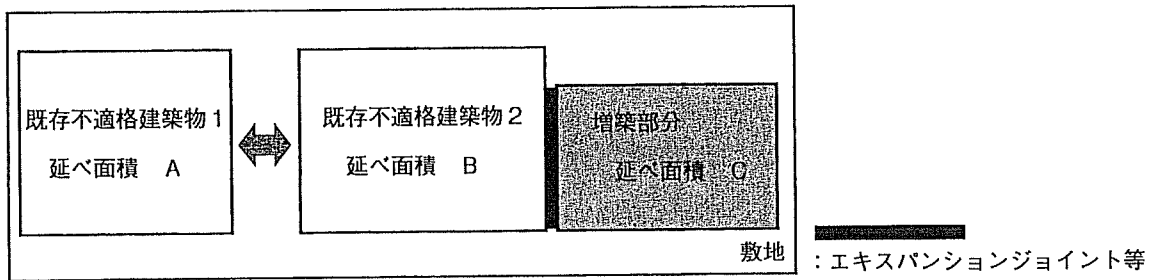 既存不適格建築物1
延べ面積 A
既存不適格建築物2
延べ面積 B
増築部分
延べ面積 C
敷地
:エキスパンションジョイント等